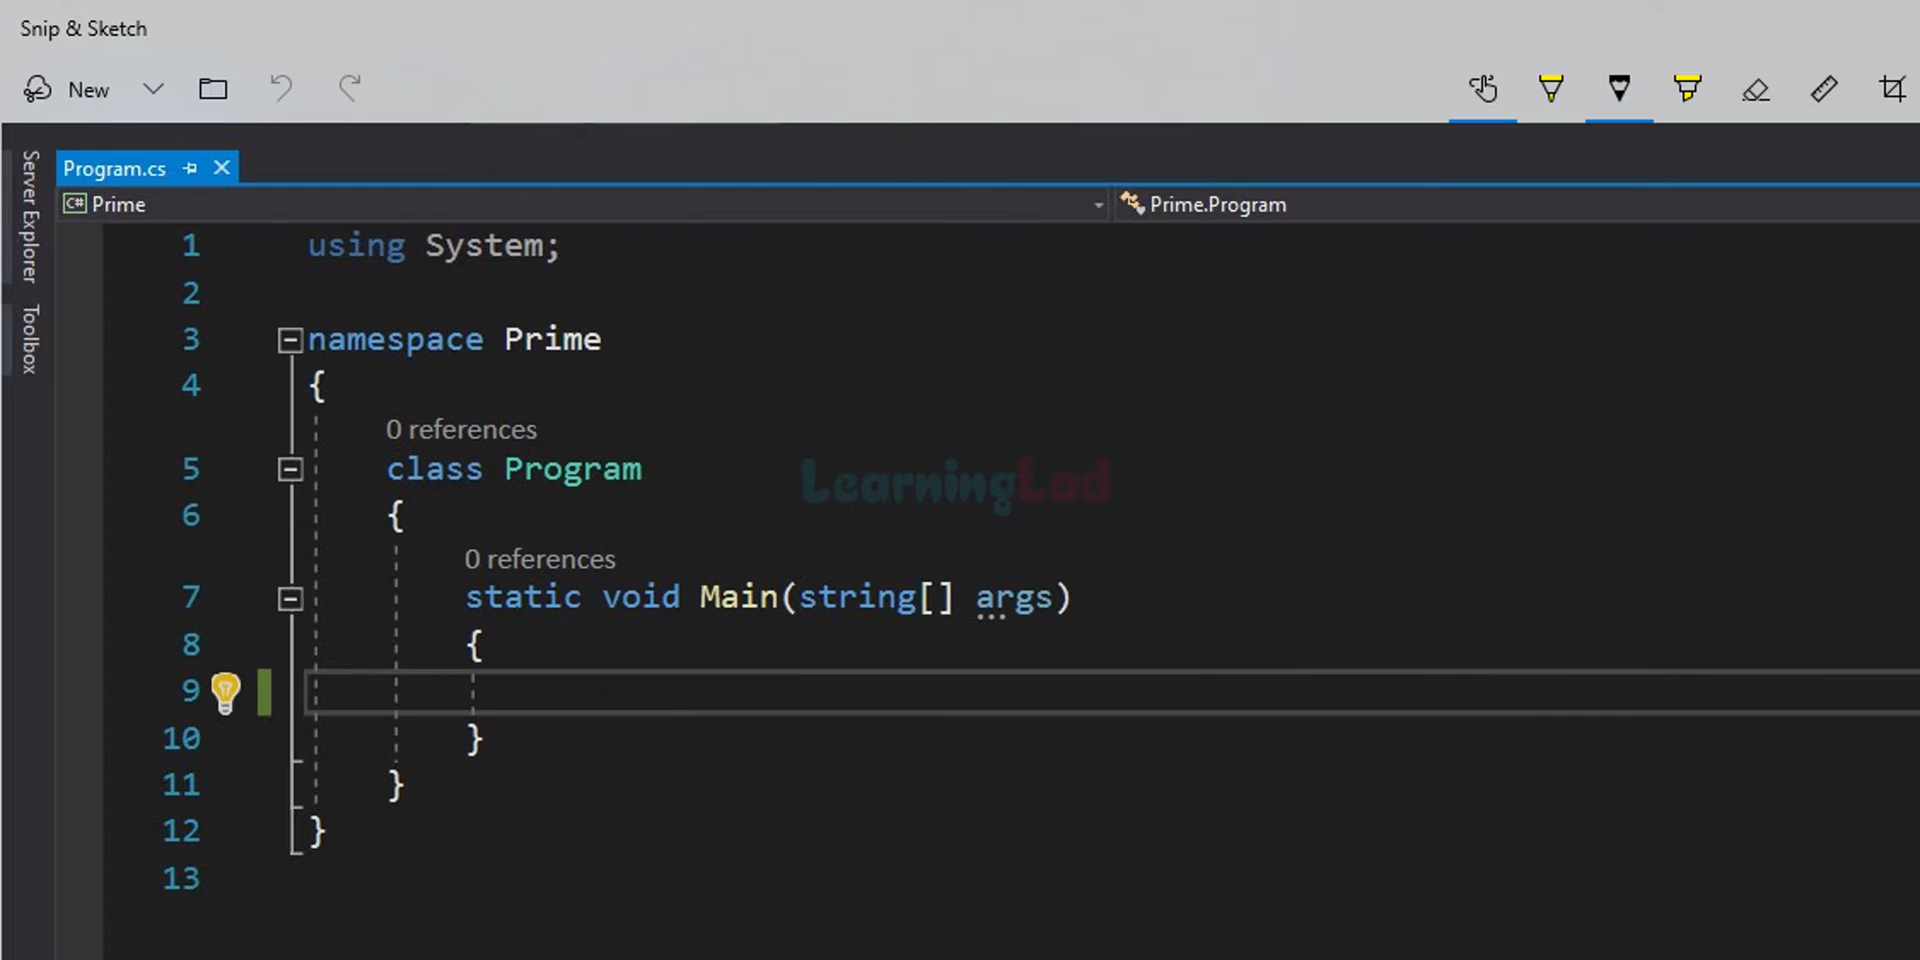 Snip & Sketch
New
Server Explorer
Toolbox
Program.cs
C# Prime
Prime.Program
1 using System;
2
3 namespace Prime
4 {
0 references
5 class Program
6 {
0 references
7 static void Main(string[] args)
8 {
9
10 }
11 }
12 }
13
LearningLad